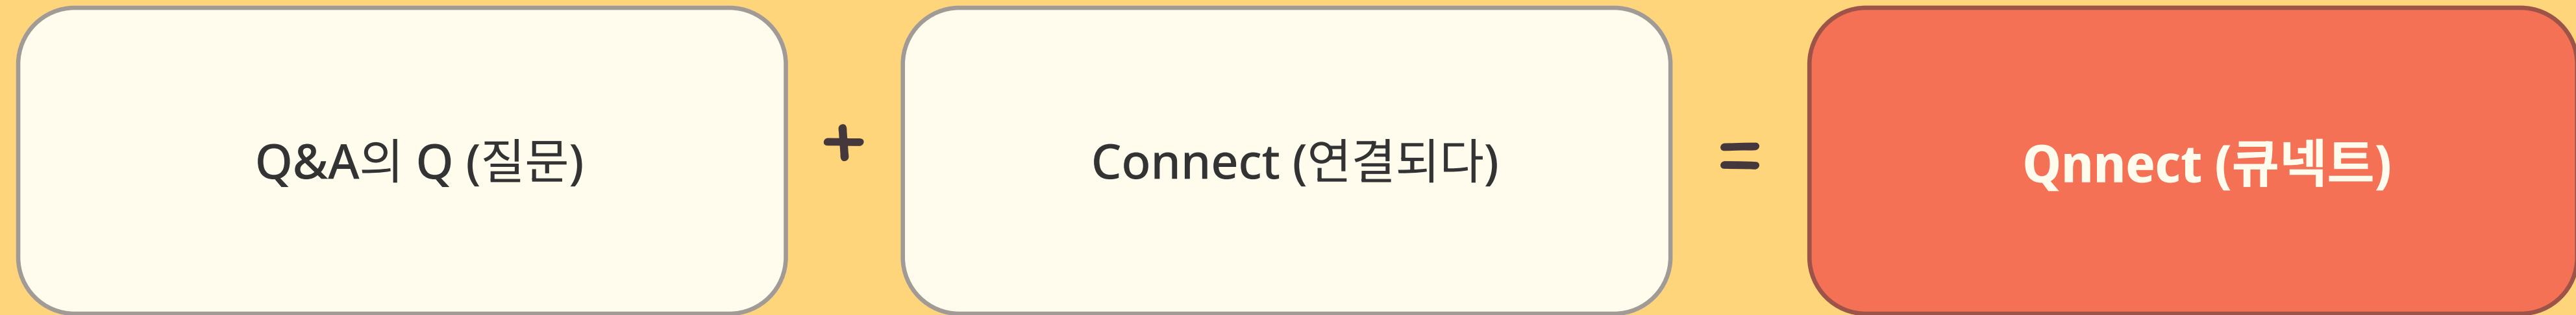 Q&A의 Q (질문)
+
Connect (연결되다)
=
Qnnect (큐넥트)